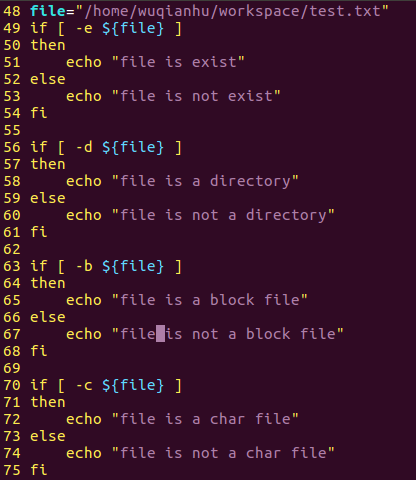 48 file="/home/wuqianhu/workspace/test.txt"
49 if [ -e ${file} ]
50 then
51     echo "file is exist"
52 else
53     echo "file is not exist"
54 fi
55
56 if [ -d ${file} ]
57 then
58     echo "file is a directory"
59 else
60     echo "file is not a directory"
61 fi
62
63 if [ -b ${file} ]
64 then
65     echo "file is a block file"
66 else
67     echo "file is not a block file"
68 fi
69
70 if [ -c ${file} ]
71 then
72     echo "file is a char file"
73 else
74     echo "file is not a char file"
75 fi